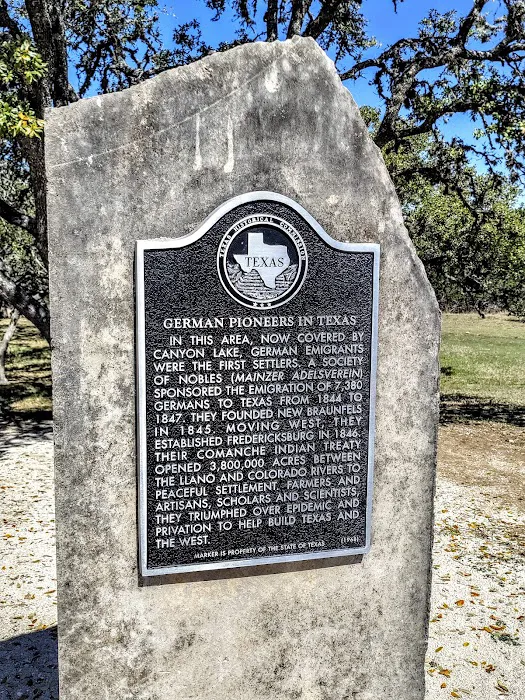 TEXAS HISTORICAL COMMISSION
TEXAS
GERMAN PIONEERS IN TEXAS
IN THIS AREA, NOW COVERED BY
CANYON LAKE, GERMAN EMIGRANTS
WERE THE FIRST SETTLERS. A SOCIETY
OF NOBLES (MAINZER ADELSVEREIN)
SPONSORED THE EMIGRATION OF 7,380
GERMANS TO TEXAS FROM 1844 TO
1847. THEY FOUNDED NEW BRAUNFELS
IN 1845. MOVING WEST, THEY
ESTABLISHED FREDERICKSBURG IN 1846.
THEIR COMANCHE INDIAN TREATY
OPENED 3,800,000 ACRES BETWEEN
THE LLANO AND COLORADO RIVERS TO
PEACEFUL SETTLEMENT. FARMERS AND
ARTISANS, SCHOLARS AND SCIENTISTS,
THEY TRIUMPHED OVER EPIDEMIC AND
PRIVATION TO HELP BUILD TEXAS AND
THE WEST.
(1968)
MARKER IS PROPERTY OF THE STATE OF TEXAS